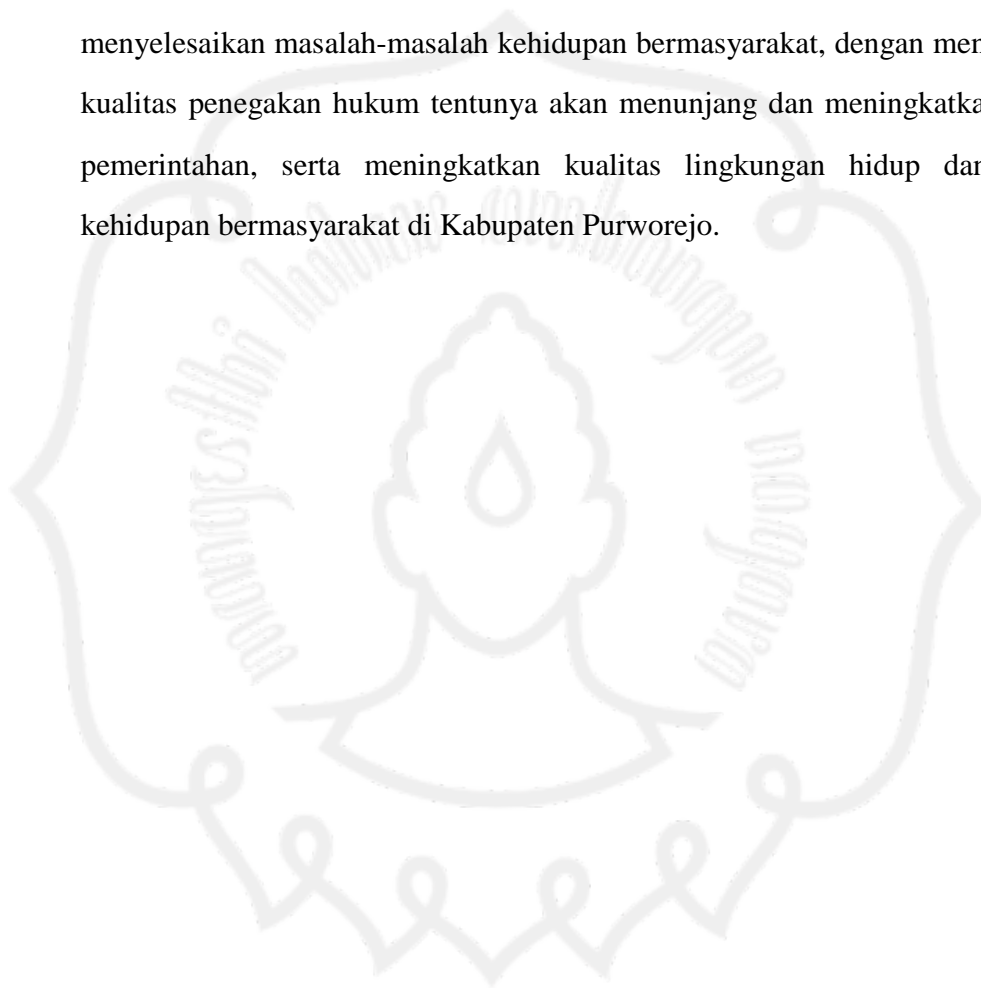 menyelesaikan masalah-masalah kehidupan bermasyarakat, dengan men
kualitas penegakan hukum tentunya akan menunjang dan meningkatka
pemerintahan, serta meningkatkan kualitas lingkungan hidup dan
kehidupan bermasyarakat di Kabupaten Purworejo.